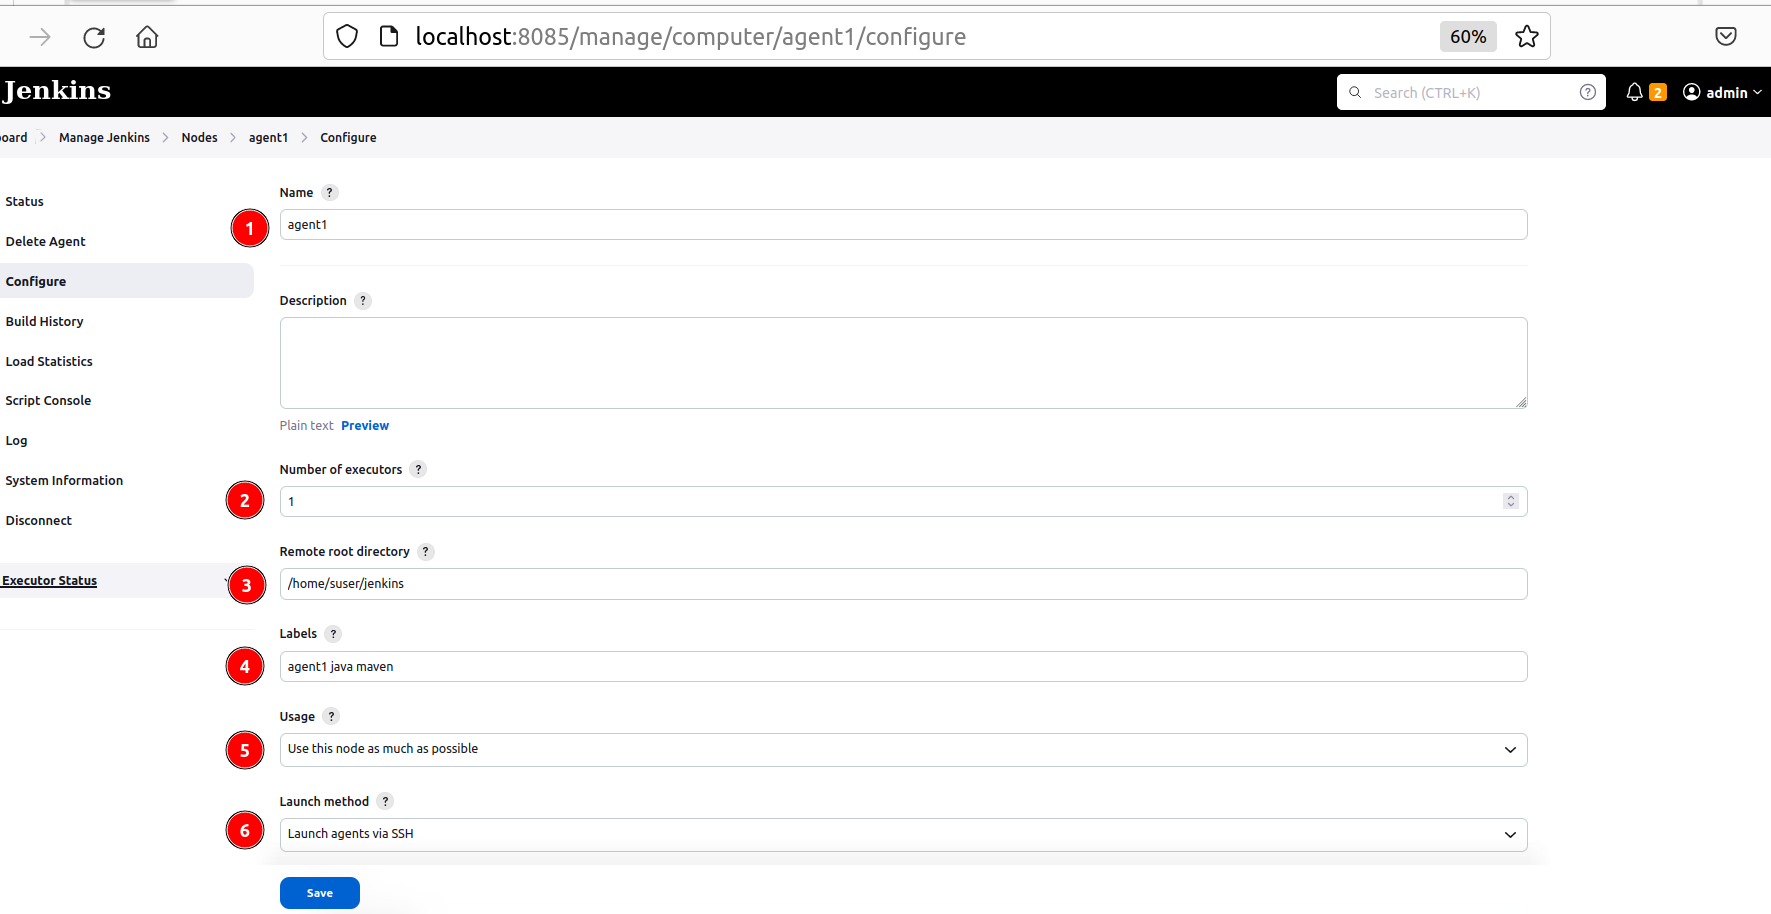 localhost:8085/manage/computer/agent1/configure
60%
Jenkins
Search (CTRL+K)
?
2
admin
oard
Manage Jenkins
Nodes
agent1
Configure
Status
Delete Agent
Configure
Build History
Load Statistics
Script Console
Log
System Information
Disconnect
Executor Status
Name ?
1
agent1
Description ?
Plain text Preview
Number of executors ?
2
1
Remote root directory ?
3
/home/suser/jenkins
Labels ?
4
agent1 java maven
Usage ?
5
Use this node as much as possible
Launch method ?
6
Launch agents via SSH
Save